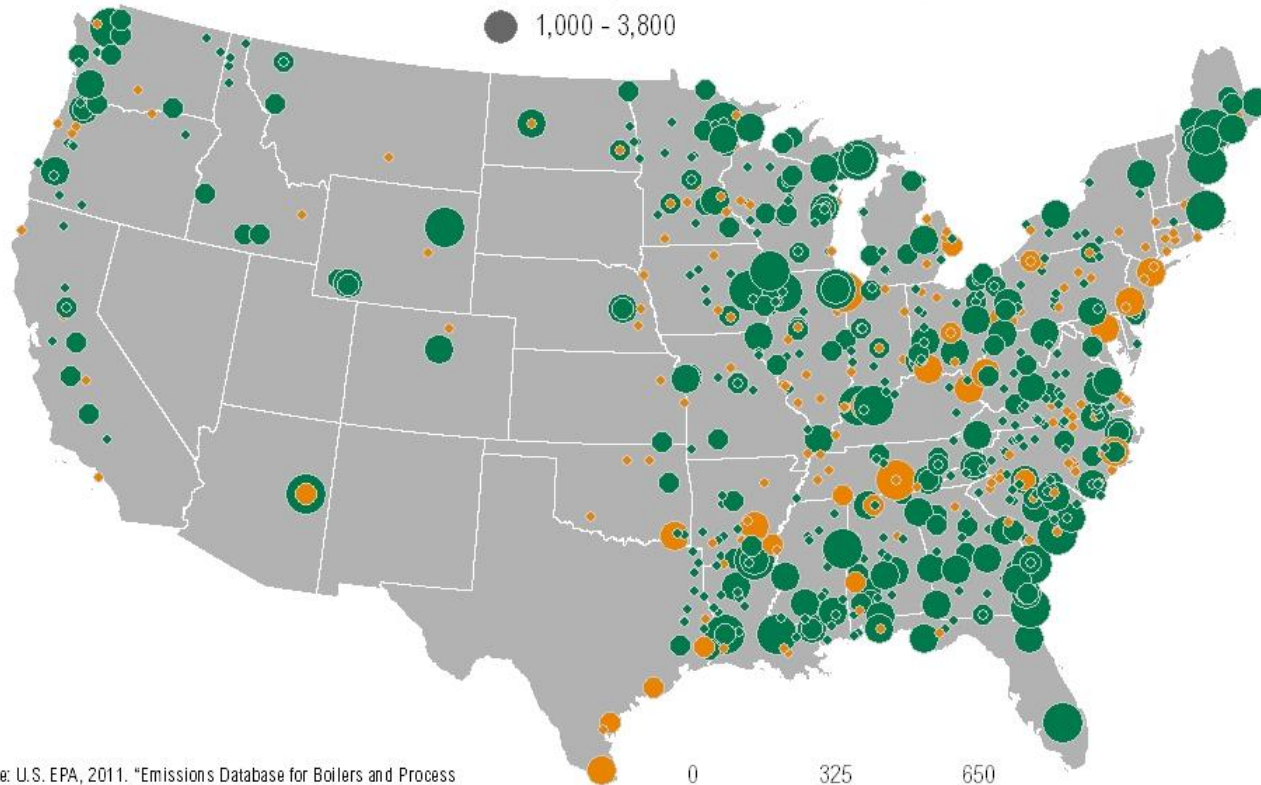 1,000 - 3,800
e: U.S. EPA, 2011. “Emissions Database for Boilers and Process
0 325 650